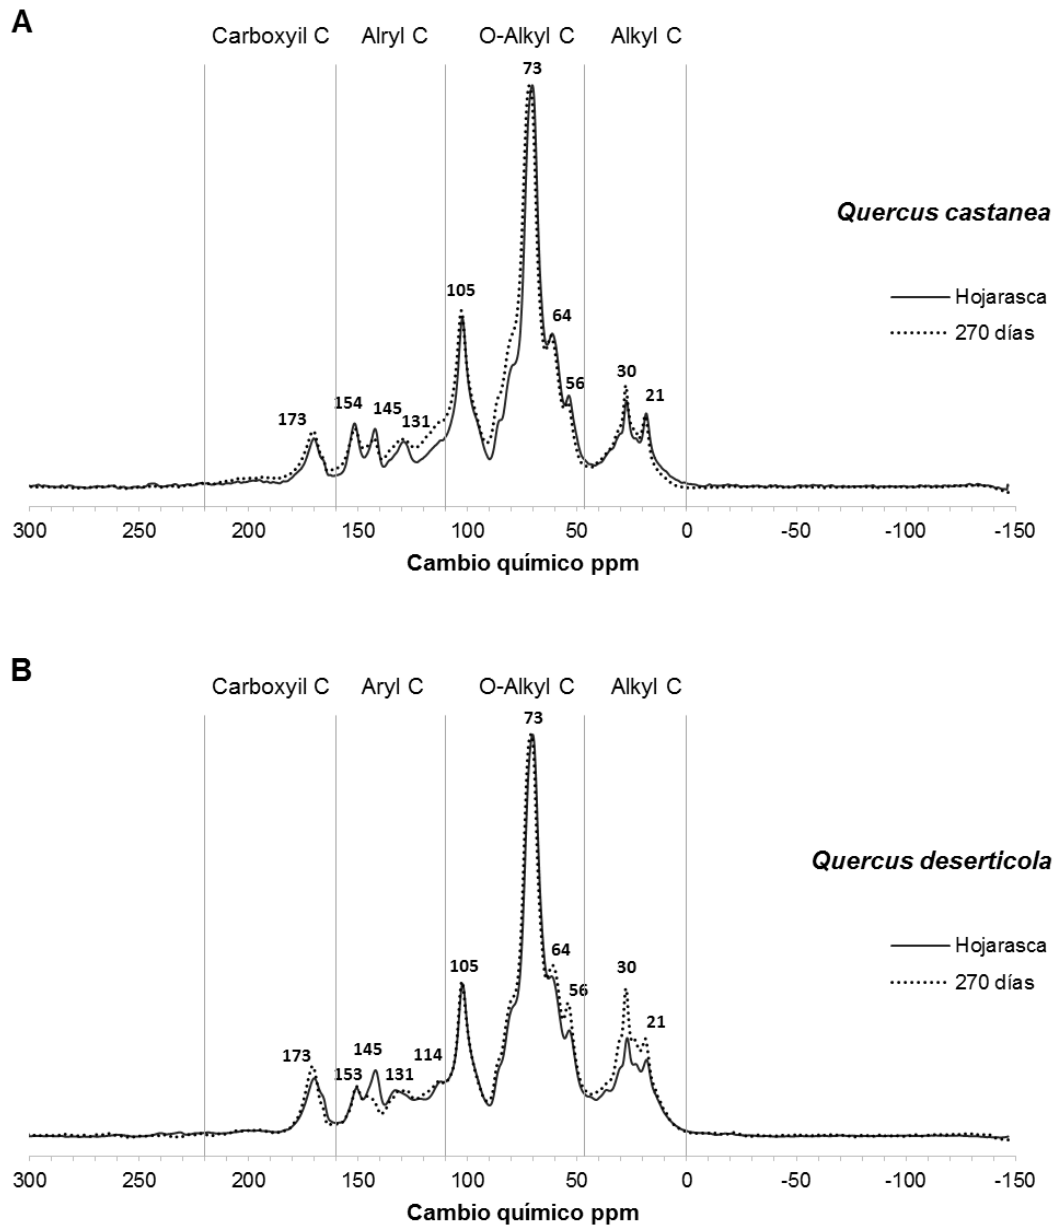 A
Carboxyil C Alryl C O-Alkyl C Alkyl C
73
Quercus castanea
105
Hojarasca
64
270 días
30
56
21
154
145
173
131
300 250 200 150 100 50 0 -50 -100 -150
Cambio químico ppm
B
Carboxyil C Aryl C O-Alkyl C Alkyl C
73
Quercus deserticola
64
Hojarasca
105
30
270 días
56
21
145
173
114
153
131
300 250 200 150 100 50 0 -50 -100 -150
Cambio químico ppm